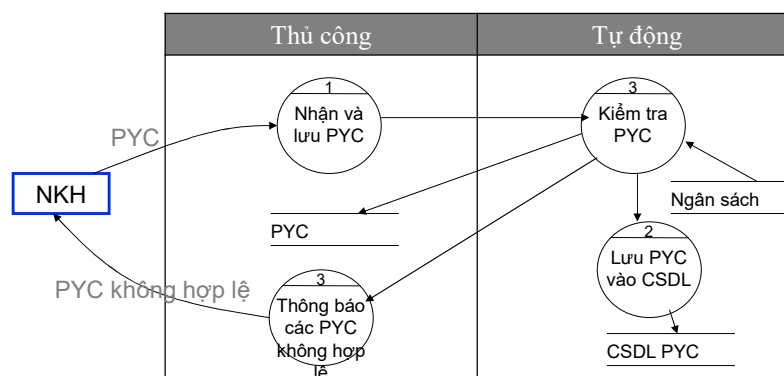 Thủ công
Tự động
1
Nhận và
lưu PYC
3
Kiểm tra
PYC
PYC
NKH
Ngân sách
PYC
2
Lưu PYC
vào CSDL
PYC không hợp lệ
3
Thông báo
các PYC
không hợp
lệ
CSDL PYC